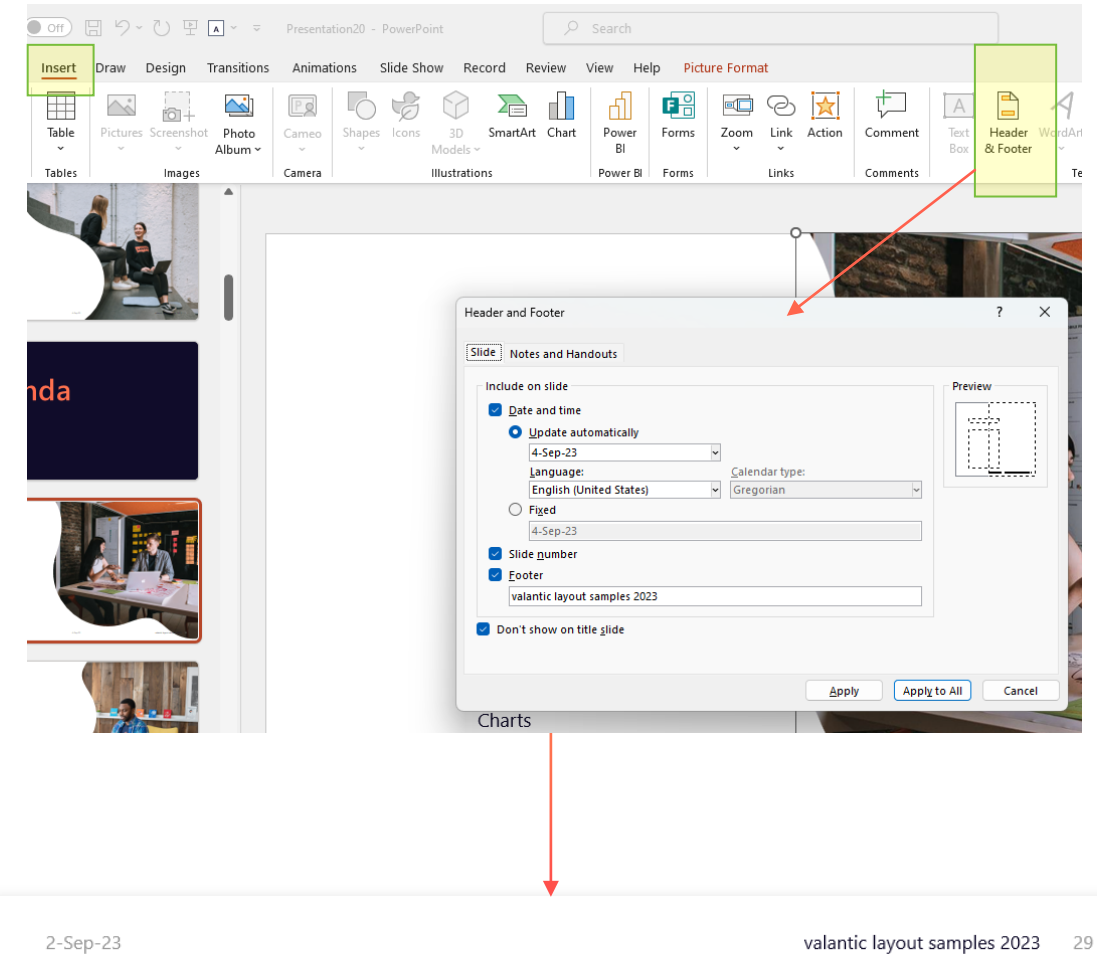 Off
A
Presentation20 - PowerPoint
Search
Insert Draw Design Transitions Animations Slide Show Record Review View Help Picture Format
Table Pictures Screenshot Photo Album Cameo Shapes Icons 3D Models SmartArt Chart Power BI Forms Zoom Link Action Comment Text Box Header & Footer WordArt
Tables Images Camera Illustrations Power BI Forms Links Comments Te
nda
Header and Footer ?
Slide Notes and Handouts
Include on slide
Preview
Date and time
Update automatically
4-Sep-23
Language: Calendar type:
English (United States) Gregorian
Fixed
4-Sep-23
Slide number
Footer
valantic layout samples 2023
Don't show on title slide
Apply Apply to All Cancel
Charts
2-Sep-23 valantic layout samples 2023 29